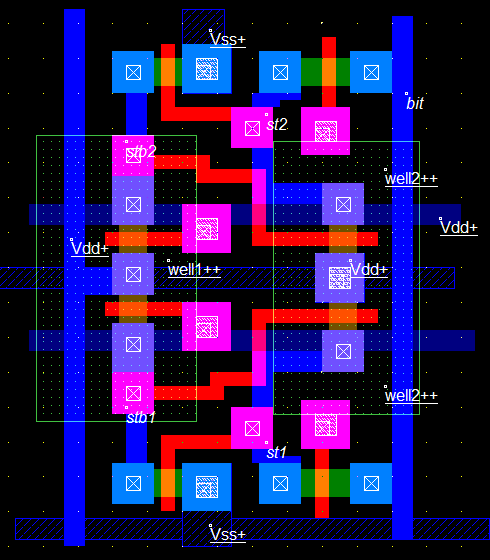 Vss+
bit
st2
stb2
well2++
Vdd+
Vdd+
well1++
Vdd+
well2++
stb1
st1
Vss+